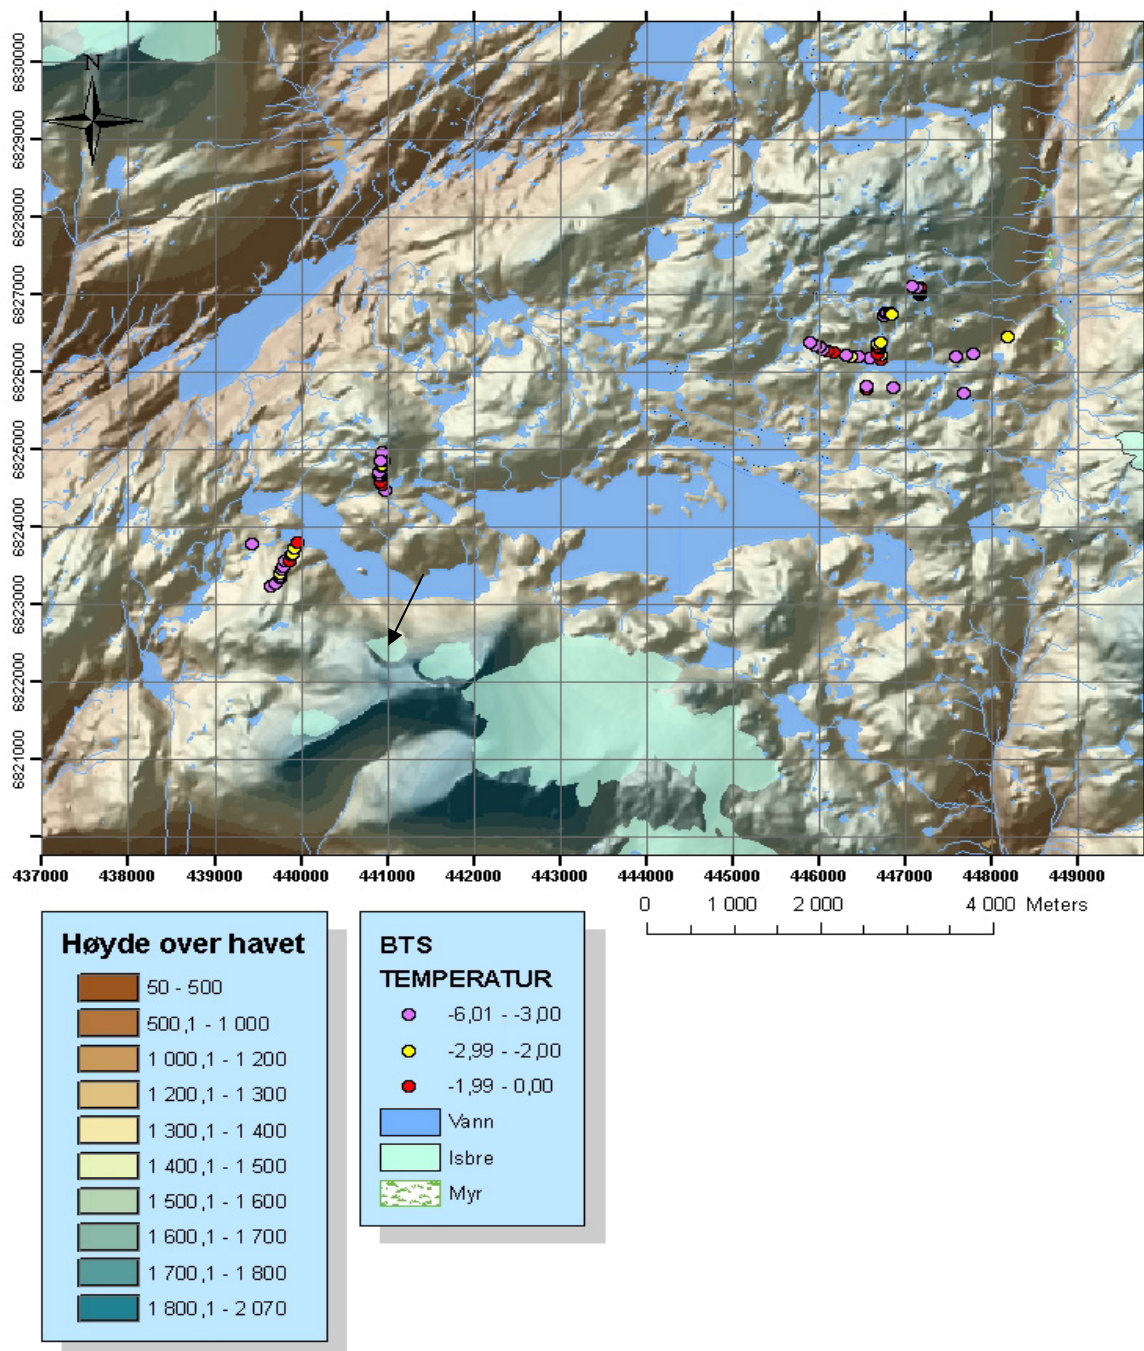 N
6830000
6829000
6828000
6827000
6826000
6825000
6824000
6823000
6822000
6821000
437000 438000 439000 440000 441000 442000 443000 444000 445000 446000 447000 448000 449000
0 1 000 2 000 4 000 Meters
Høyde over havet
50 - 500
500,1 - 1 000
1 000,1 - 1 200
1 200,1 - 1 300
1 300,1 - 1 400
1 400,1 - 1 500
1 500,1 - 1 600
1 600,1 - 1 700
1 700,1 - 1 800
1 800,1 - 2 070
BTS
TEMPERATUR
-6,01 - -3,00
-2,99 - -2,00
-1,99 - 0,00
Vann
Isbre
Myr